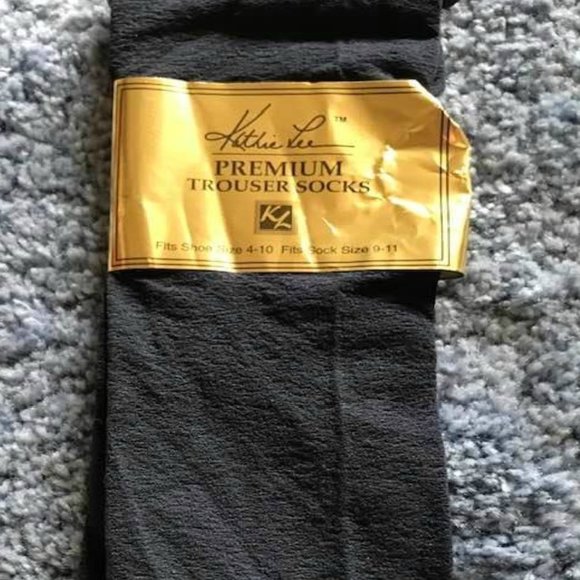 Kathie Lee™
PREMIUM
TROUSER SOCKS
KL
Fits Shoe Size 4-10 Fits Sock Size 9-11